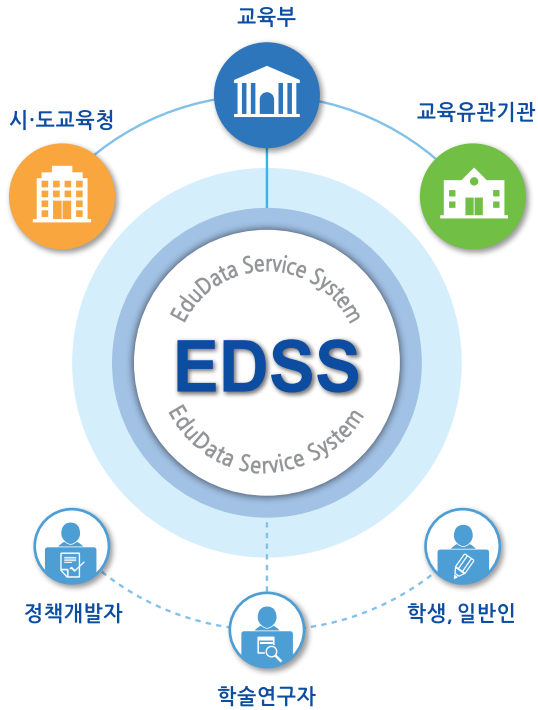 교육부
시·도교육청
교육유관기관
EduData Service System
EDSS
EduData Service System
정책개발자
학생, 일반인
학술연구자